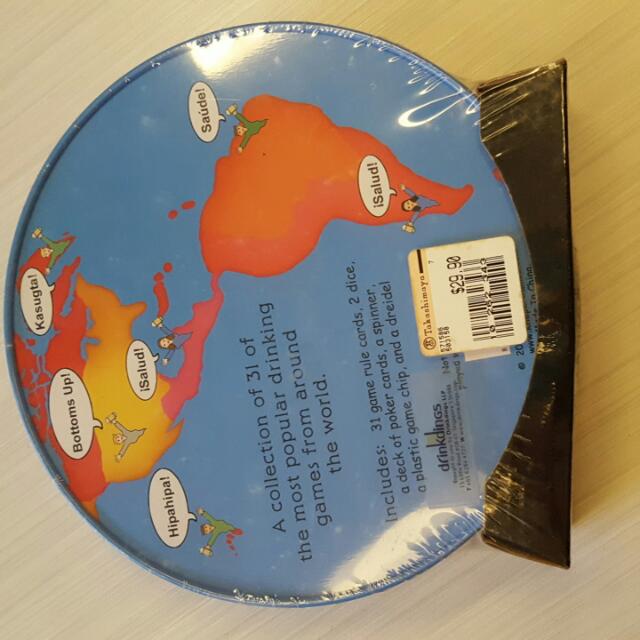 Saúde!
¡Salud!
Kasugta!
¡Salud!
Bottoms Up!
Hipahipa!
A collection of 31 of
the most popular drinking
games from around
the world.
Includes: 31 game rule cards, 2 dice,
a deck of poker cards, a spinner,
a plastic game chip, and a dreidel
drinklings
Takashimaya 7
$29.90